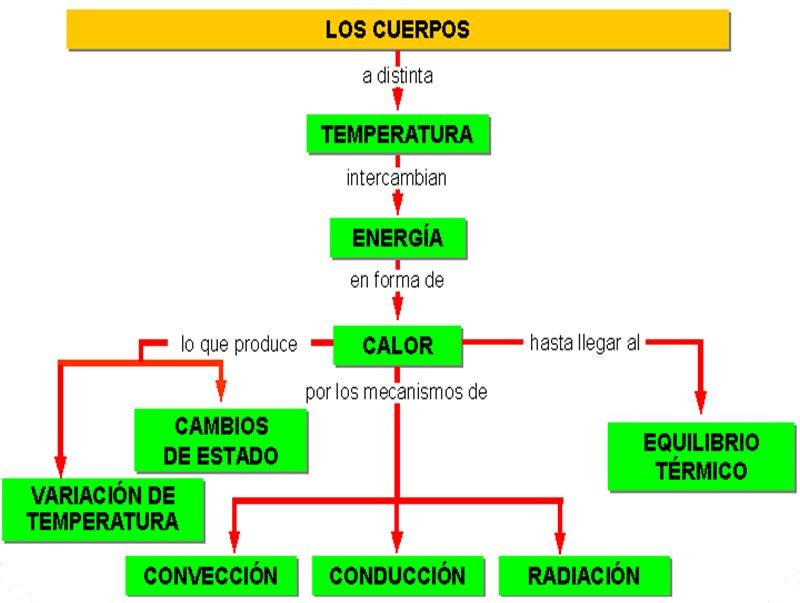 LOS CUERPOS
a distinta
TEMPERATURA
intercambian
ENERGÍA
en forma de
CALOR
lo que produce
hasta llegar al
por los mecanismos de
CAMBIOS
DE ESTADO
VARIACIÓN DE
TEMPERATURA
EQUILIBRIO
TÉRMICO
CONVECCIÓN
CONDUCCIÓN
RADIACIÓN